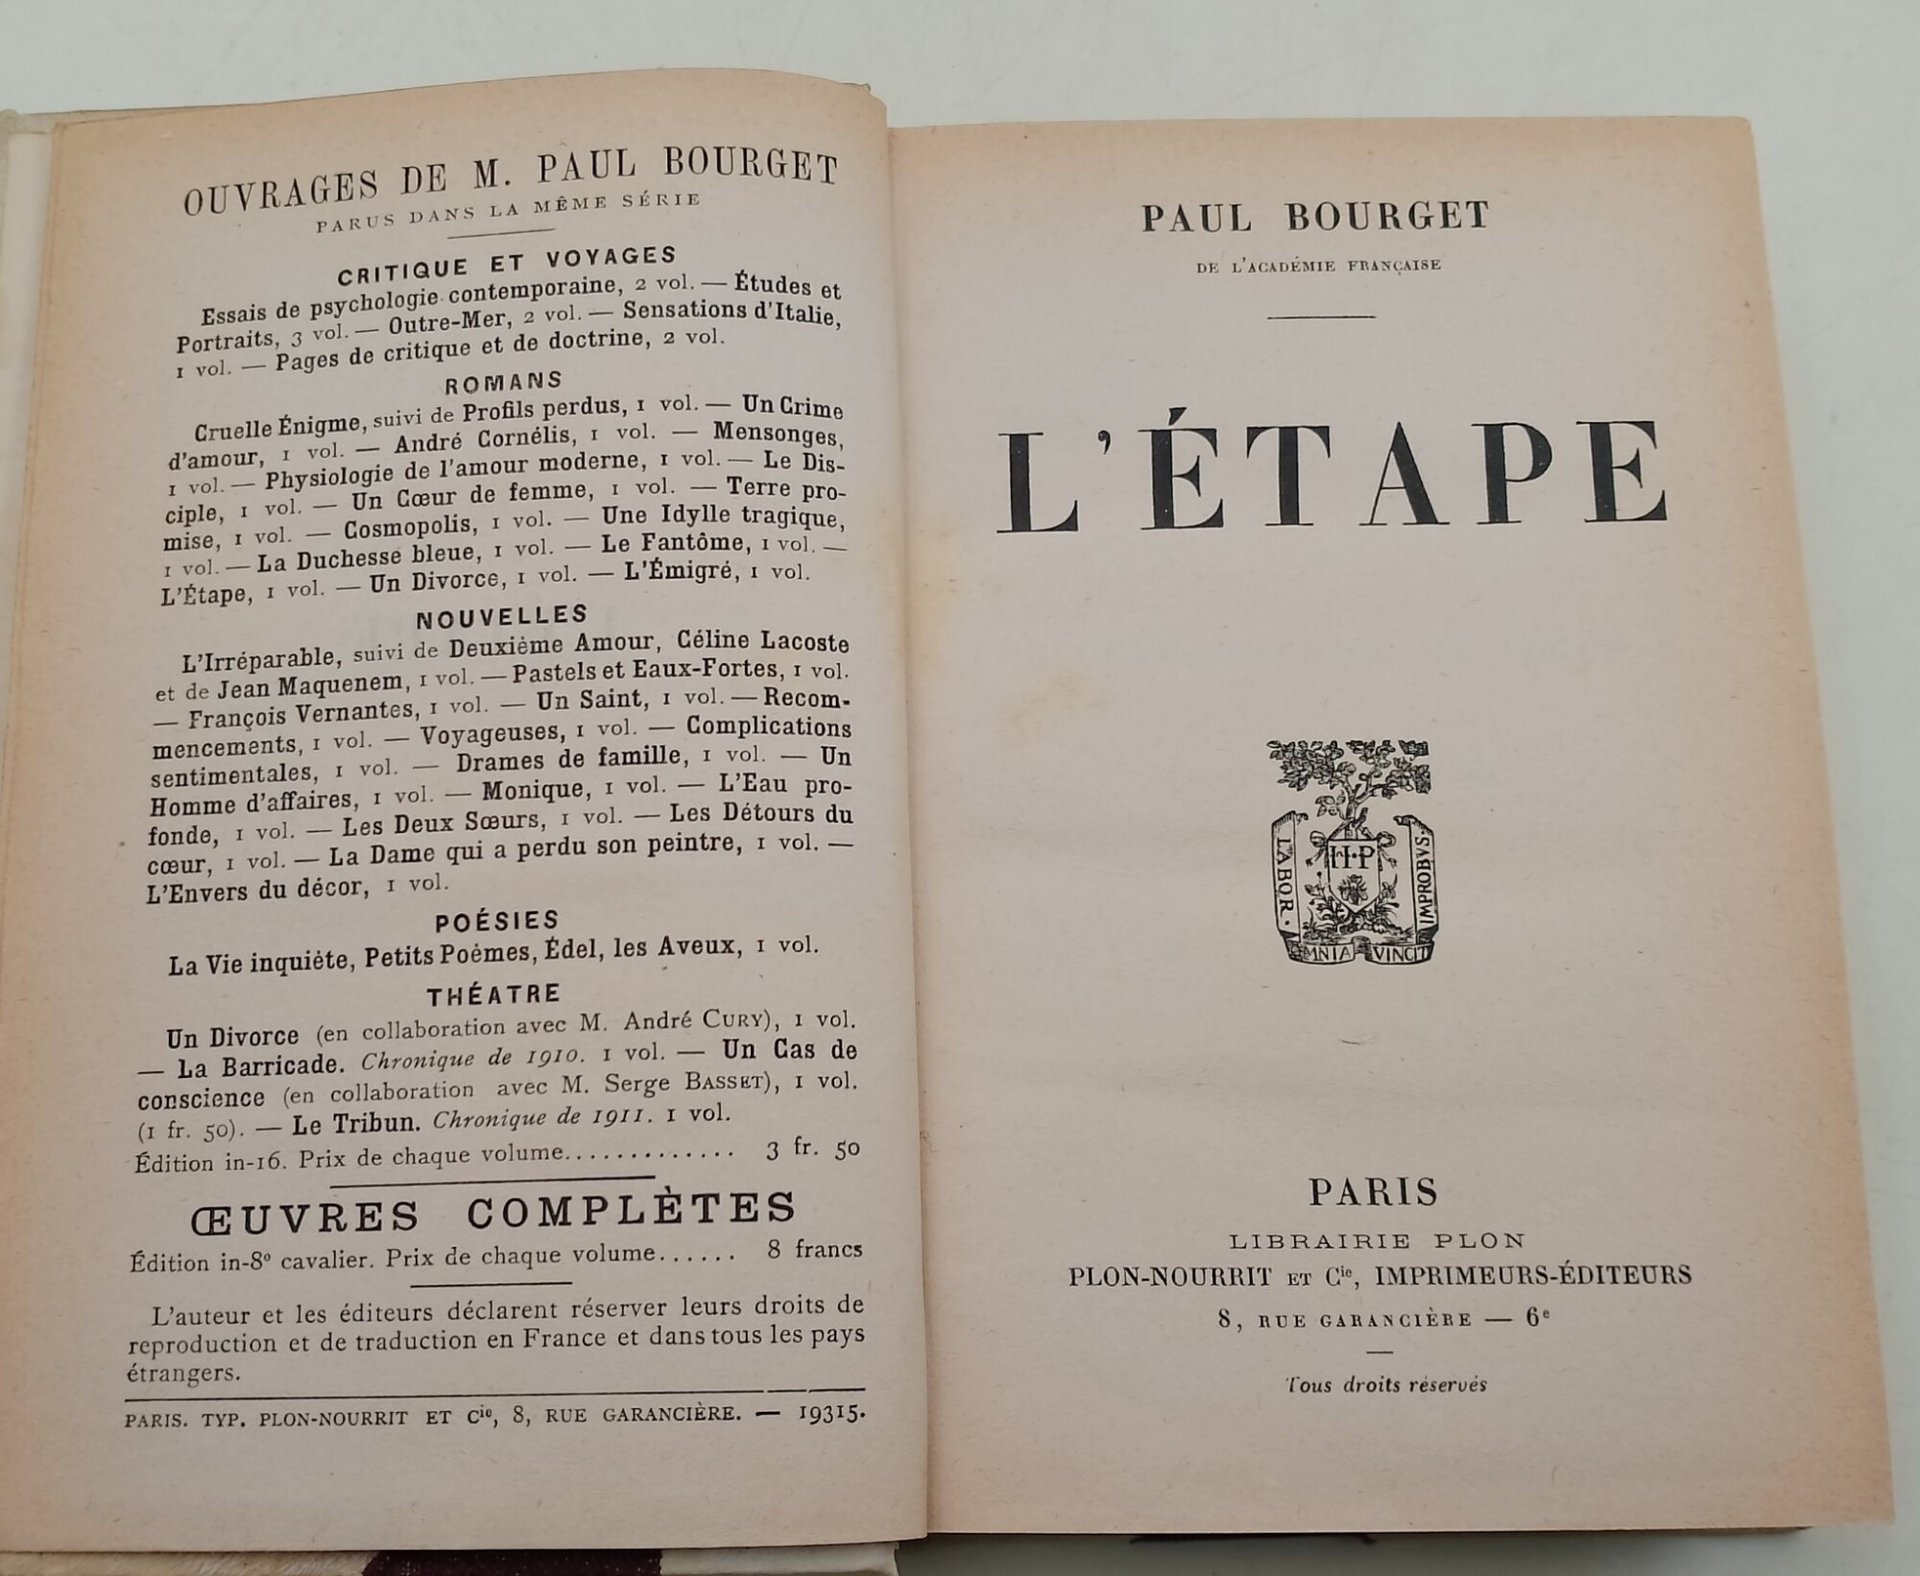 OUVRAGES DE M. PAUL BOURGET
PARUS DANS LA MÊME SÉRIE
CRITIQUE ET VOYAGES
Essais de psychologie contemporaine, 2 vol. — Études et
Portraits, 3 vol. — Outre-Mer, 2 vol. — Sensations d'Italie,
1 vol. — Pages de critique et de doctrine, 2 vol.
ROMANS
Cruelle Énigme, suivi de Profils perdus, 1 vol. — Un Crime
d'amour, 1 vol. — André Cornélis, 1 vol. — Mensonges,
1 vol. — Physiologie de l'amour moderne, 1 vol. — Le Dis-
ciple, 1 vol. — Un Cœur de femme, 1 vol. — Terre pro-
mise, 1 vol. — Cosmopolis, 1 vol. — Une Idylle tragique,
1 vol. — La Duchesse bleue, 1 vol. — Le Fantôme, 1 vol. —
L'Étape, 1 vol. — Un Divorce, 1 vol. — L'Émigré, 1 vol.
NOUVELLES
L'Irréparable, suivi de Deuxième Amour, Céline Lacoste
et de Jean Maquenem, 1 vol. — Pastels et Eaux-Fortes, 1 vol.
— François Vernantes, 1 vol. — Un Saint, 1 vol. — Recom-
mencements, 1 vol. — Voyageuses, 1 vol. — Complications
sentimentales, 1 vol. — Drames de famille, 1 vol. — Un
Homme d'affaires, 1 vol. — Monique, 1 vol. — L'Eau pro-
fonde, 1 vol. — Les Deux Sœurs, 1 vol. — Les Détours du
cœur, 1 vol. — La Dame qui a perdu son peintre, 1 vol. —
L'Envers du décor, 1 vol.
POÉSIES
La Vie inquiète, Petits Poèmes, Édel, les Aveux, 1 vol.
THÉATRE
Un Divorce (en collaboration avec M. André CURY), 1 vol.
— La Barricade. Chronique de 1910. 1 vol. — Un Cas de
conscience (en collaboration avec M. Serge BASSET), 1 vol.
(1 fr. 50). — Le Tribun. Chronique de 1911. 1 vol.
Édition in-16. Prix de chaque volume............. 3 fr. 50
ŒUVRES COMPLÈTES
Édition in-8º cavalier. Prix de chaque volume...... 8 francs
L'auteur et les éditeurs déclarent réserver leurs droits de
reproduction et de traduction en France et dans tous les pays
étrangers.
PARIS. TYP. PLON-NOURRIT ET Cie, 8, RUE GARANCIÈRE. — 19315.
PAUL BOURGET
DE L'ACADÉMIE FRANÇAISE
L'ÉTAPE
H·P
LABOR·
IMPROBVS·
OMNIA VINCIT
PARIS
LIBRAIRIE PLON
PLON-NOURRIT ET Cie, IMPRIMEURS-ÉDITEURS
8, RUE GARANCIÈRE — 6e
Tous droits réservés